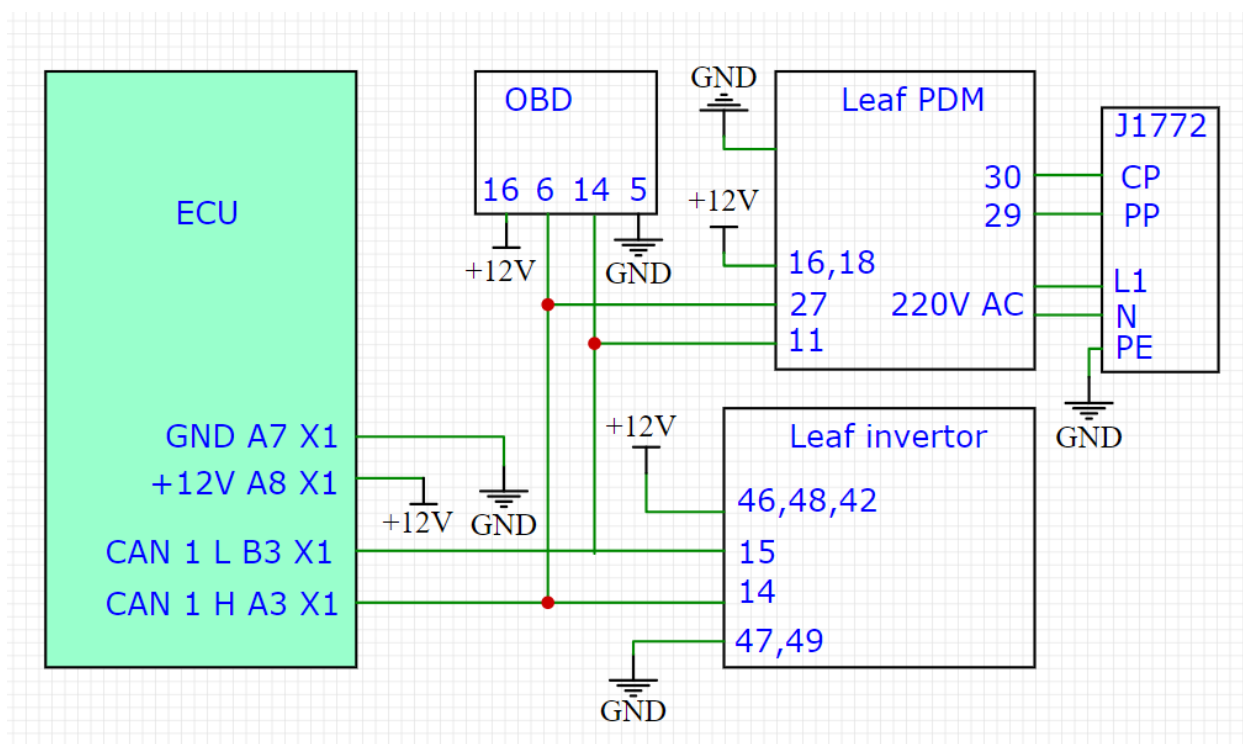 ECU
GND A7 X1
+12V A8 X1
CAN 1 L B3 X1
CAN 1 H A3 X1
+12V
GND
OBD
16 6 14 5
+12V
GND
GND
+12V
Leaf PDM
30
29
16,18
27
220V AC
11
J1772
CP
PP
L1
N
PE
GND
+12V
Leaf invertor
46,48,42
15
14
47,49
GND